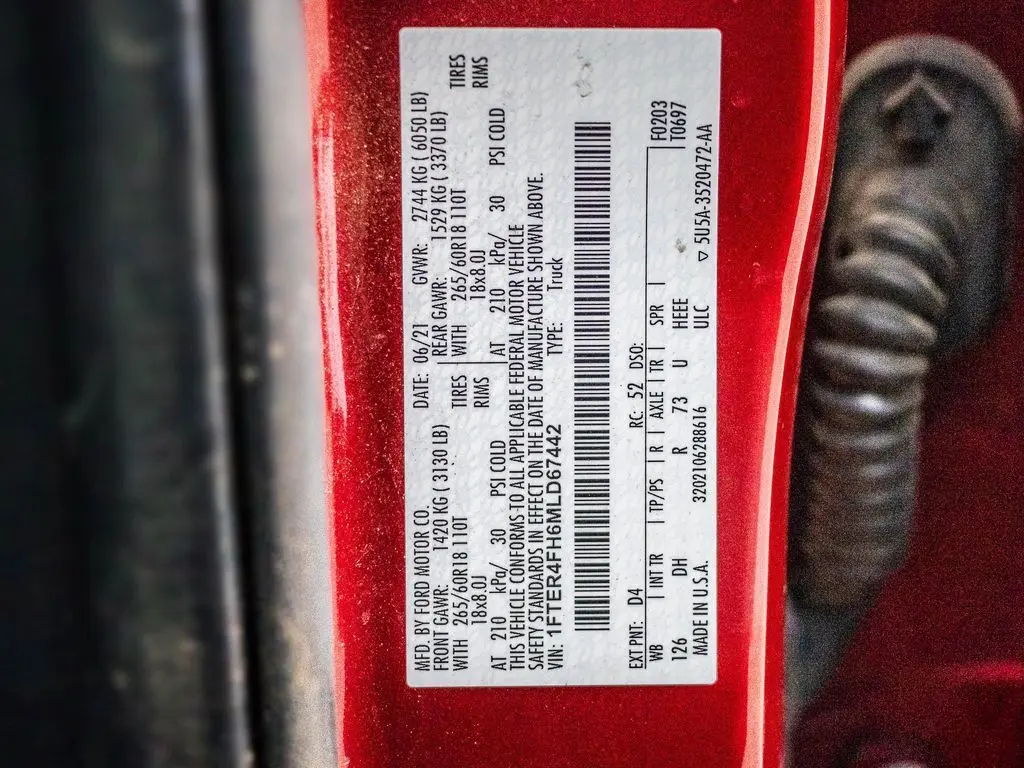 MFD. BY FORD MOTOR CO. DATE: 06/21 GVWR: 2744 KG ( 6050 LB)
FRONT GAWR: 1420 KG ( 3130 LB) REAR GAWR: 1529 KG ( 3370 LB)
WITH 265/60R18 110T TIRES WITH 265/60R18 110T TIRES
18x8.0J RIMS 18x8.0J RIMS
AT 210 kPa/ 30 PSI COLD AT 210 kPa/ 30 PSI COLD
THIS VEHICLE CONFORMS TO ALL APPLICABLE FEDERAL MOTOR VEHICLE
SAFETY STANDARDS IN EFFECT ON THE DATE OF MANUFACTURE SHOWN ABOVE.
VIN: 1FTER4FH6MLD67442 TYPE: Truck
EXT PNT: D4 RC: 52 DSO:
WB INT TR TP/PS R AXLE TR SPR F0203
126 DH R 73 U HEEE T0697
MADE IN U.S.A. 3202106288616 ULC ▽ 5U5A-3520472-AA